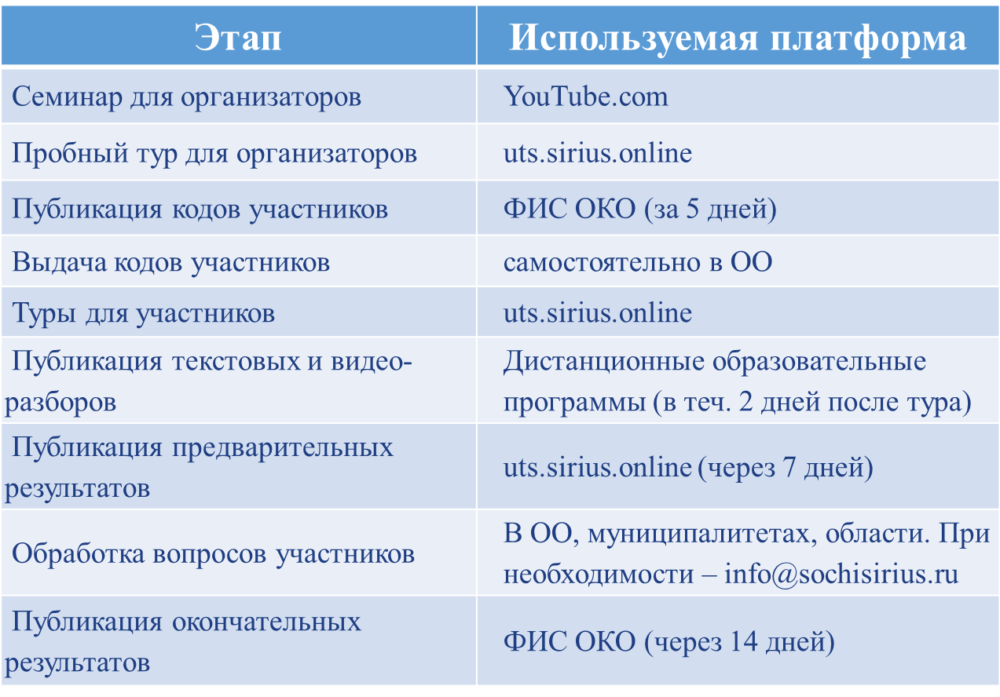 Этап
Используемая платформа
Семинар для организаторов
YouTube.com
Пробный тур для организаторов
uts.sirius.online
Публикация кодов участников
ФИС ОКО (за 5 дней)
Выдача кодов участников
самостоятельно в ОО
Туры для участников
uts.sirius.online
Публикация текстовых и видео-
разборов
Дистанционные образовательные
программы (в теч. 2 дней после тура)
Публикация предварительных
результатов
uts.sirius.online (через 7 дней)
Обработка вопросов участников
В ОО, муниципалитетах, области. При
необходимости – info@sochisirius.ru
Публикация окончательных
результатов
ФИС ОКО (через 14 дней)